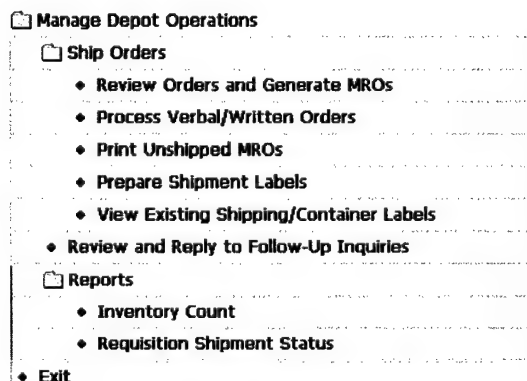 Manage Depot Operations
Ship Orders
Review Orders and Generate MROs
Process Verbal/Written Orders
Print Unshipped MROs
Prepare Shipment Labels
View Existing Shipping/Container Labels
Review and Reply to Follow-Up Inquiries
Reports
Inventory Count
Requisition Shipment Status
Exit